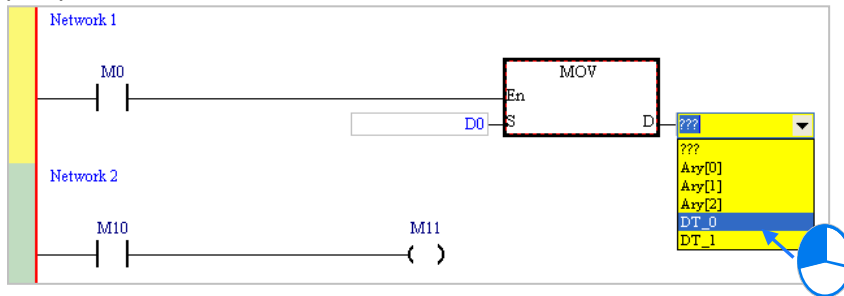 Network 1
M0
MOV
En
D0 S D ???
???
Ary[0]
Ary[1]
Ary[2]
DT_0
DT_1
Network 2
M10 M11